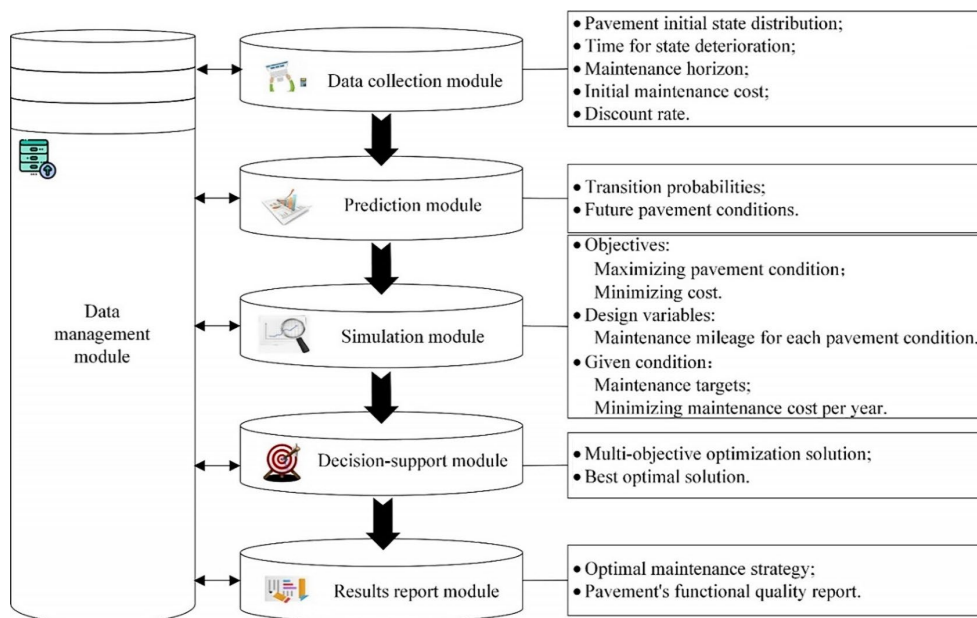 Data
management
module
Data collection module
• Pavement initial state distribution;
• Time for state deterioration;
• Maintenance horizon;
• Initial maintenance cost;
• Discount rate.
Prediction module
• Transition probabilities;
• Future pavement conditions.
Simulation module
• Objectives:
Maximizing pavement condition;
Minimizing cost.
• Design variables:
Maintenance mileage for each pavement condition.
• Given condition:
Maintenance targets;
Minimizing maintenance cost per year.
Decision-support module
• Multi-objective optimization solution;
• Best optimal solution.
Results report module
• Optimal maintenance strategy;
• Pavement's functional quality report.